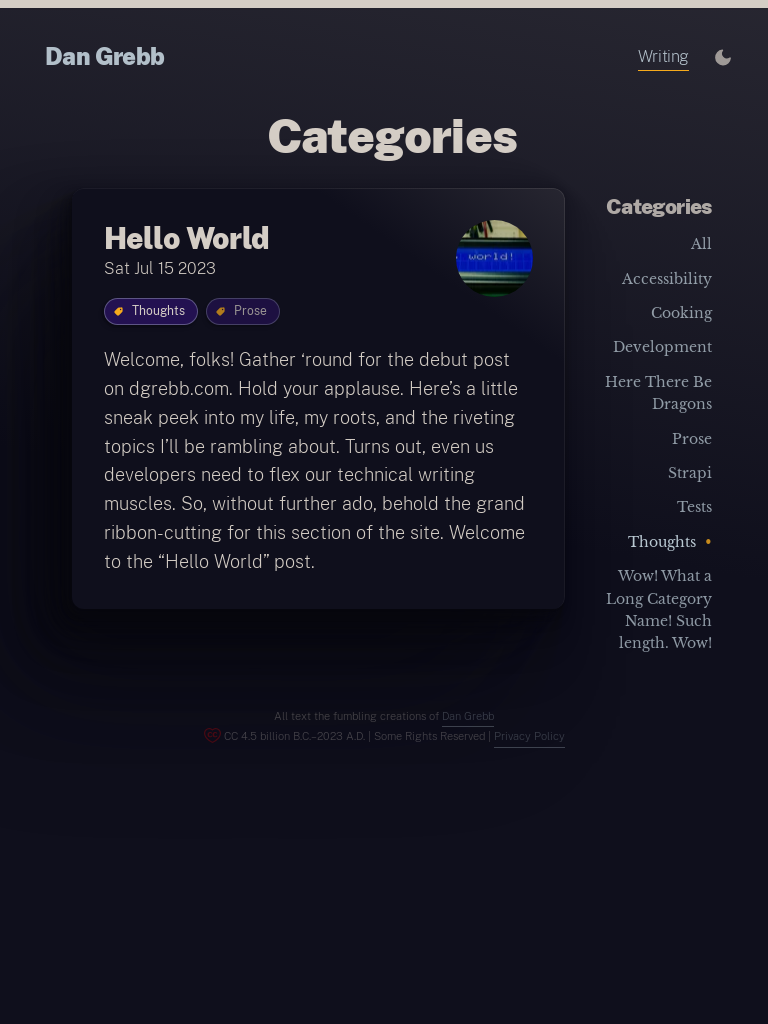 Dan Grebb
Writing
Categories
Hello World
Sat Jul 15 2023
world!
Thoughts
Prose
Welcome, folks! Gather ‘round for the debut post
on dgrebb.com. Hold your applause. Here’s a little
sneak peek into my life, my roots, and the riveting
topics I’ll be rambling about. Turns out, even us
developers need to flex our technical writing
muscles. So, without further ado, behold the grand
ribbon-cutting for this section of the site. Welcome
to the “Hello World” post.
Categories
All
Accessibility
Cooking
Development
Here There Be
Dragons
Prose
Strapi
Tests
Thoughts •
Wow! What a
Long Category
Name! Such
length. Wow!
All text the fumbling creations of Dan Grebb
CC 4.5 billion B.C.–2023 A.D. | Some Rights Reserved | Privacy Policy